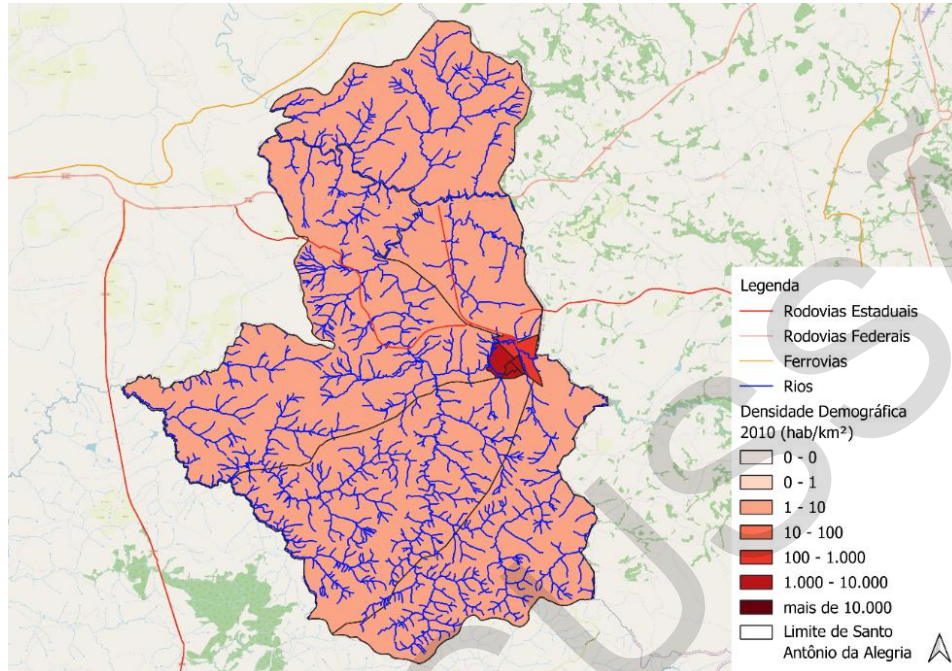 Legenda
Rodovias Estaduais
Rodovias Federais
Ferrovias
Rios
Densidade Demográfica
2010 (hab/km²)
0 - 0
0 - 1
1 - 10
10 - 100
100 - 1.000
1.000 - 10.000
mais de 10.000
Limite de Santo
Antônio da Alegria